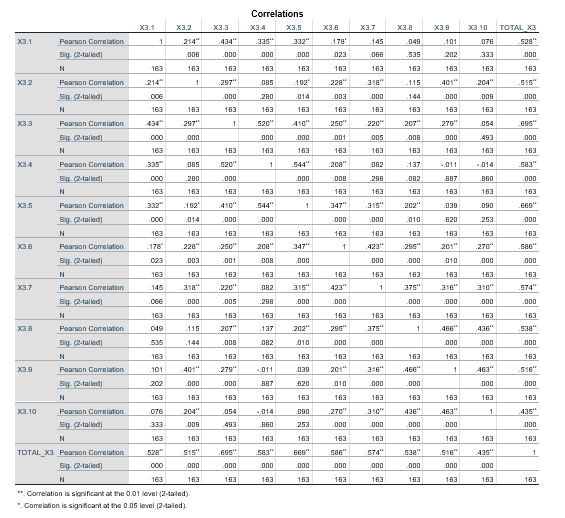 Correlations
X3.1 X3.2 X3.3 X3.4 X3.5 X3.6 X3.7 X3.8 X3.9 X3.10 TOTAL_X3
X3.1 Pearson Correlation 1 .214** .434** .335** .332** .178* .145 .049 .101 .076 .528**
Sig. (2-tailed) .006 .000 .000 .000 .023 .066 .535 .202 .333 .000
N 163 163 163 163 163 163 163 163 163 163 163
X3.2 Pearson Correlation .214** 1 .297** .085 .192* .228** .318** .115 .401** .204** .515**
Sig. (2-tailed) .006 .000 .280 .014 .003 .000 .144 .000 .009 .000
N 163 163 163 163 163 163 163 163 163 163 163
X3.3 Pearson Correlation .434** .297** 1 .520** .410** .250** .220** .207** .279** .054 .695**
Sig. (2-tailed) .000 .000 .000 .000 .001 .005 .008 .000 .493 .000
N 163 163 163 163 163 163 163 163 163 163 163
X3.4 Pearson Correlation .335** .085 .520** 1 .544** .208** .082 .137 -.011 -.014 .583**
Sig. (2-tailed) .000 .280 .000 .000 .008 .298 .082 .887 .860 .000
N 163 163 163 163 163 163 163 163 163 163 163
X3.5 Pearson Correlation .332** .192* .410** .544** 1 .347** .315** .202** .039 .090 .669**
Sig. (2-tailed) .000 .014 .000 .000 .000 .000 .010 .620 .253 .000
N 163 163 163 163 163 163 163 163 163 163 163
X3.6 Pearson Correlation .178* .228** .250** .208** .347** 1 .423** .295** .201** .270** .586**
Sig. (2-tailed) .023 .003 .001 .008 .000 .000 .000 .010 .000 .000
N 163 163 163 163 163 163 163 163 163 163 163
X3.7 Pearson Correlation .145 .318** .220** .082 .315** .423** 1 .375** .316** .310** .574**
Sig. (2-tailed) .066 .000 .005 .298 .000 .000 .000 .000 .000 .000
N 163 163 163 163 163 163 163 163 163 163 163
X3.8 Pearson Correlation .049 .115 .207** .137 .202** .295** .375** 1 .466** .436** .538**
Sig. (2-tailed) .535 .144 .008 .082 .010 .000 .000 .000 .000 .000
N 163 163 163 163 163 163 163 163 163 163 163
X3.9 Pearson Correlation .101 .401** .279** -.011 .039 .201** .316** .466** 1 .463** .516**
Sig. (2-tailed) .202 .000 .000 .887 .620 .010 .000 .000 .000 .000
N 163 163 163 163 163 163 163 163 163 163 163
X3.10 Pearson Correlation .076 .204** .054 -.014 .090 .270** .310** .436** .463** 1 .435**
Sig. (2-tailed) .333 .009 .493 .860 .253 .000 .000 .000 .000 .000
N 163 163 163 163 163 163 163 163 163 163 163
TOTAL_X3 Pearson Correlation .528** .515** .695** .583** .669** .586** .574** .538** .516** .435** 1
Sig. (2-tailed) .000 .000 .000 .000 .000 .000 .000 .000 .000 .000
N 163 163 163 163 163 163 163 163 163 163 163
**. Correlation is significant at the 0.01 level (2-tailed).
*. Correlation is significant at the 0.05 level (2-tailed).